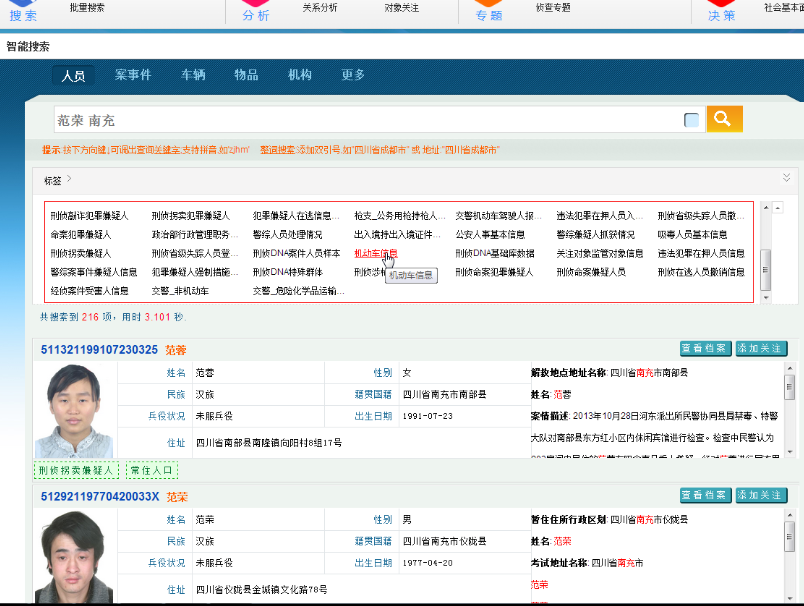 搜索 批量搜索 分析 关系分析 对象关注 专题 侦查专题 决策 社会基本面
智能搜索
人员 案事件 车辆 物品 机构 更多
范荣 南充
提示:按下方向键↓可调出查询关键字;支持拼音,如'zjhm' 整词搜索:添加双引号,如"四川省成都市" 或 地址:"四川省成都市"
标签
刑侦敲诈犯罪嫌疑人 刑侦拐卖犯罪嫌疑人 犯罪嫌疑人在逃信息... 枪支_公务用枪持枪人... 交警机动车驾驶人报... 违法犯罪在押人员入... 刑侦省级失踪人员散...
命案犯罪嫌疑人 政治部行政管理职务... 警综人员处理情况 出入境持出入境证件... 公安人事基本信息 警综嫌疑人抓获情况 吸毒人员基本信息
刑侦拐卖嫌疑人 刑侦省级失踪人员登... 刑侦DNA案件人员样本 机动车信息 刑侦DNA基础库数据 关注对象监管对象信息 违法犯罪在押人员信息
警综案事件嫌疑人信息 犯罪嫌疑人强制措施... 刑侦DNA特殊群体 刑侦涉 刑侦命案犯罪嫌疑人 刑侦命案嫌疑人员 刑侦在逃人员撤销信息
机动车信息
经侦案件受害人信息 交警_非机动车 交警_危险化学品运输...
共搜索到 216 项，用时 3.101 秒.
511321199107230325 范蓉 查看档案 添加关注
姓名 范蓉 性别 女 解救地点地址名称: 四川省南充市南部县
民族 汉族 籍贯国籍 四川省南充市南部县 姓名: 范蓉
兵役状况 未服兵役 出生日期 1991-07-23 案情描述: 2013年10月28日河东派出所民警协同县局禁毒、特警
住址 四川省南部县南隆镇向阳村8组17号 大队对南部县东方红小区内休闲宾馆进行检查。检查中民警认为
刑侦拐卖嫌疑人 常住人口
51292119770420033X 范荣 查看档案 添加关注
姓名 范荣 性别 男 暂住住所行政区划: 四川省南充市仪陇县
民族 汉族 籍贯国籍 四川省南充市仪陇县 姓名: 范荣
兵役状况 未服兵役 出生日期 1977-04-20 考试地址名称: 四川省南充市
住址 四川省仪陇县金城镇文化路78号 范荣